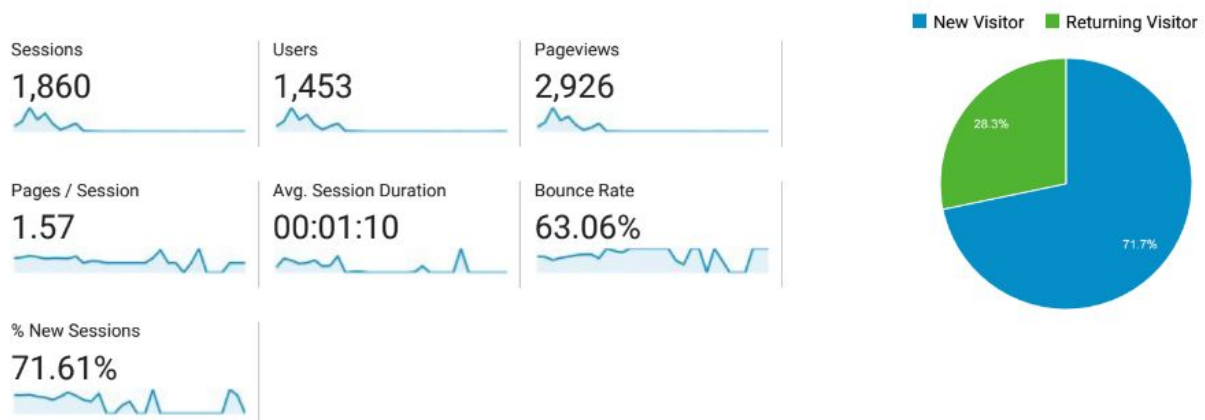 New Visitor Returning Visitor
Sessions
1,860
Users
1,453
Pageviews
2,926
Pages / Session
1.57
Avg. Session Duration
00:01:10
Bounce Rate
63.06%
% New Sessions
71.61%
28.3%
71.7%